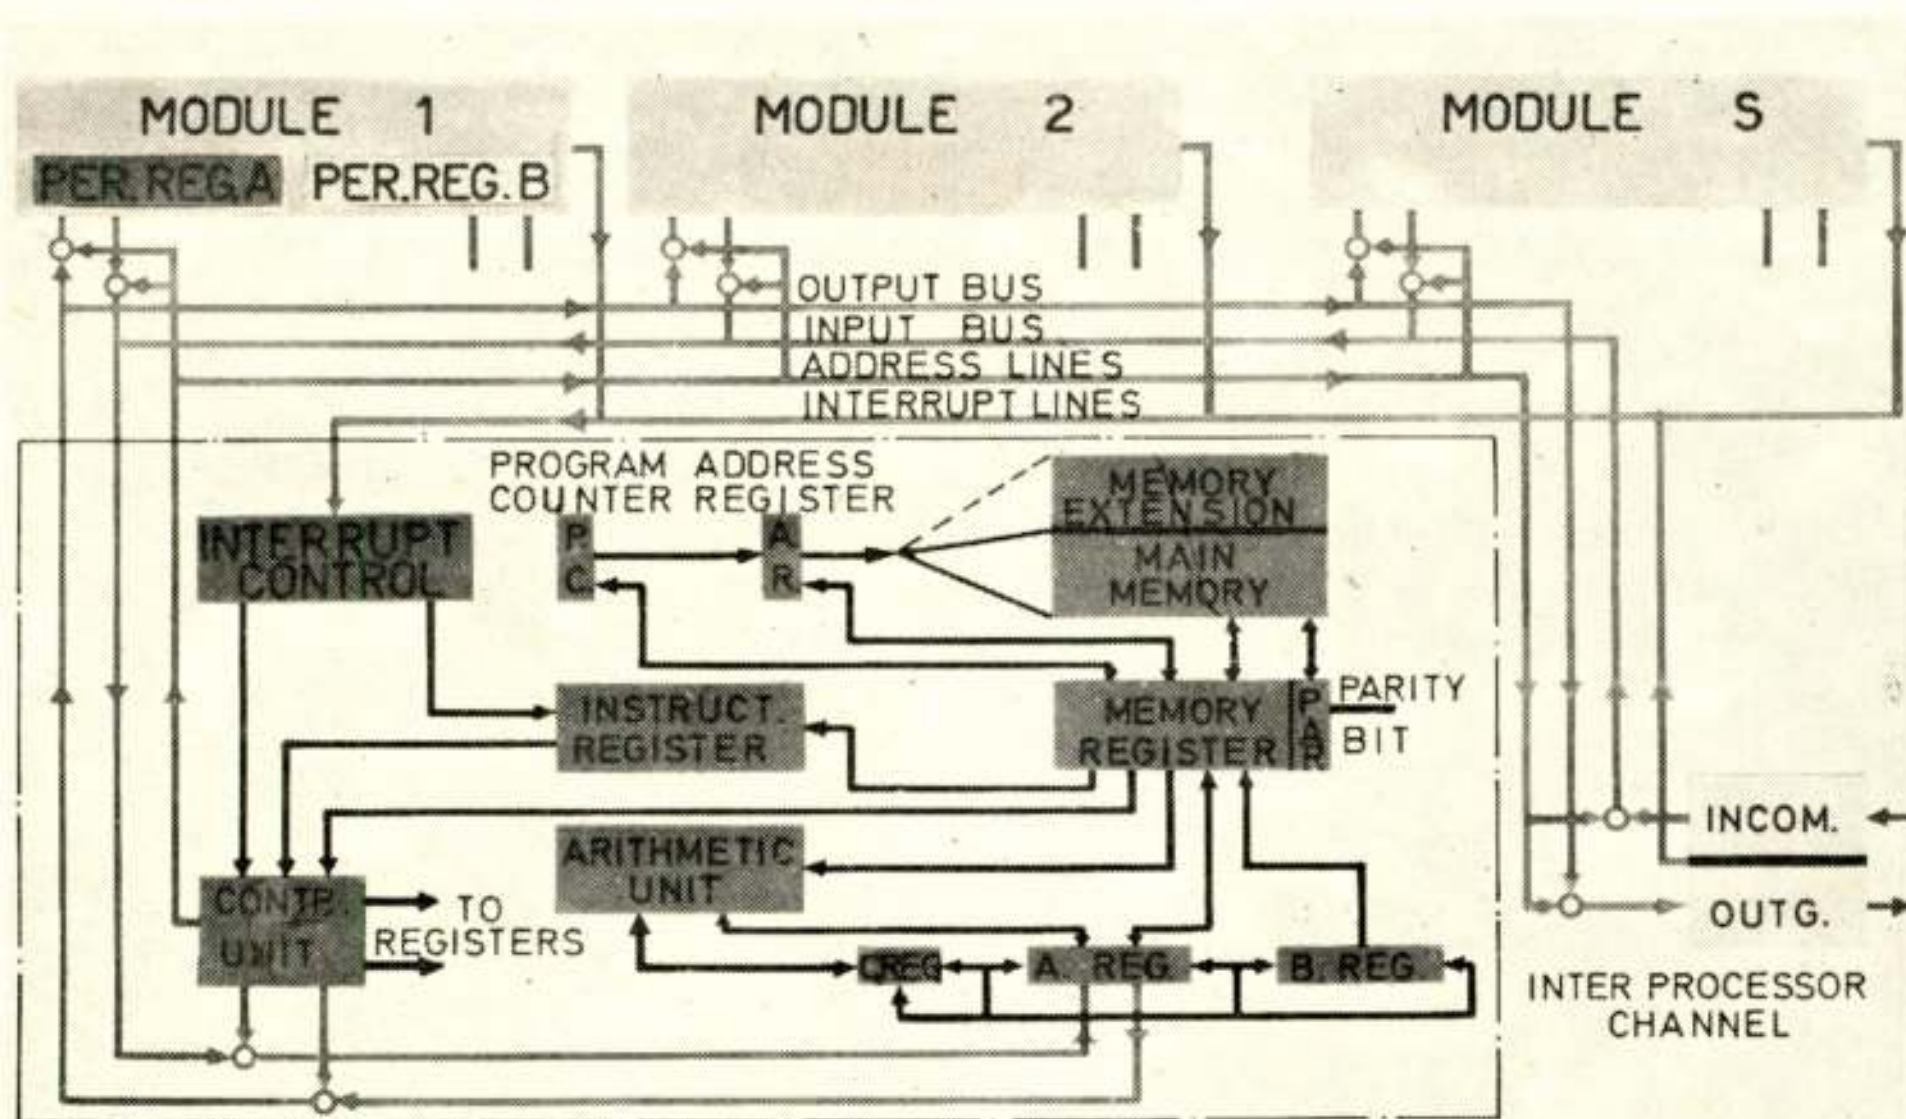 MODULE 1
MODULE 2
MODULE S
PER.REG.A
PER.REG.B
OUTPUT BUS
INPUT BUS
ADDRESS LINES
INTERRUPT LINES
PROGRAM ADDRESS
COUNTER REGISTER
MEMORY
EXTENSION
MAIN
MEMORY
INTERRUPT
CONTROL
P.
C.
A.
R.
INSTRUCT.
REGISTER
MEMORY
REGISTER
PAR
PARITY
BIT
ARITHMETIC
UNIT
CONTR.
UNIT
TO
REGISTERS
REG
A. REG.
B. REG
INCOM.
OUTG.
INTER PROCESSOR
CHANNEL